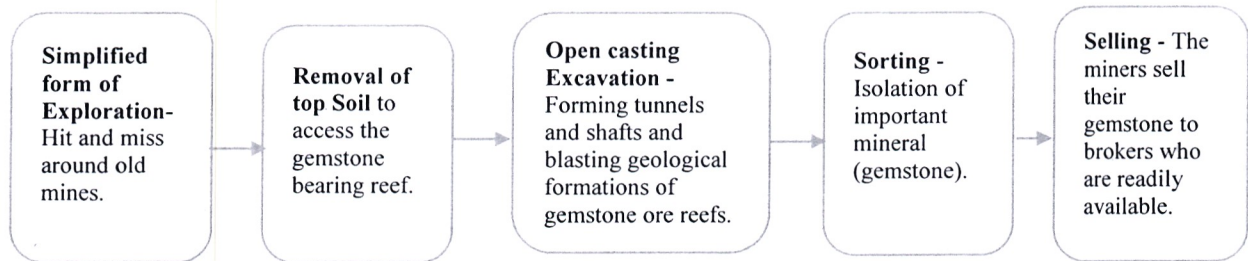 Simplified
form of
Exploration-
Hit and miss
around old
mines.
Removal of
top Soil to
access the
gemstone
bearing reef.
Open casting
Excavation -
Forming tunnels
and shafts and
blasting geological
formations of
gemstone ore reefs.
Sorting -
Isolation of
important
mineral
(gemstone).
Selling - The
miners sell
their
gemstone to
brokers who
are readily
available.